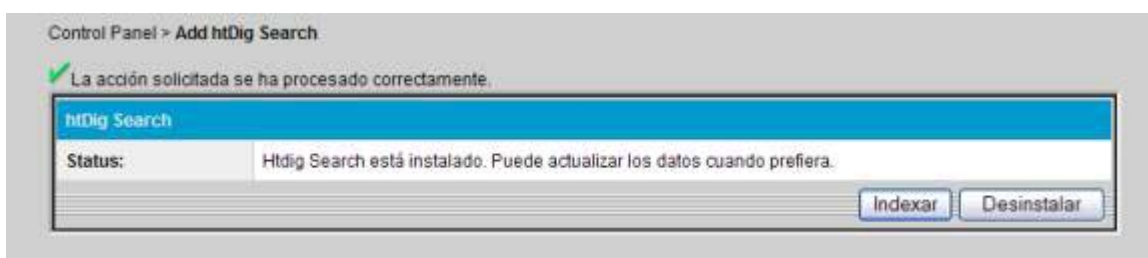 Control Panel > Add htDig Search
La acción solicitada se ha procesado correctamente.
htDig Search
Status: Htdig Search está instalado. Puede actualizar los datos cuando prefiera.
Indexar Desinstalar